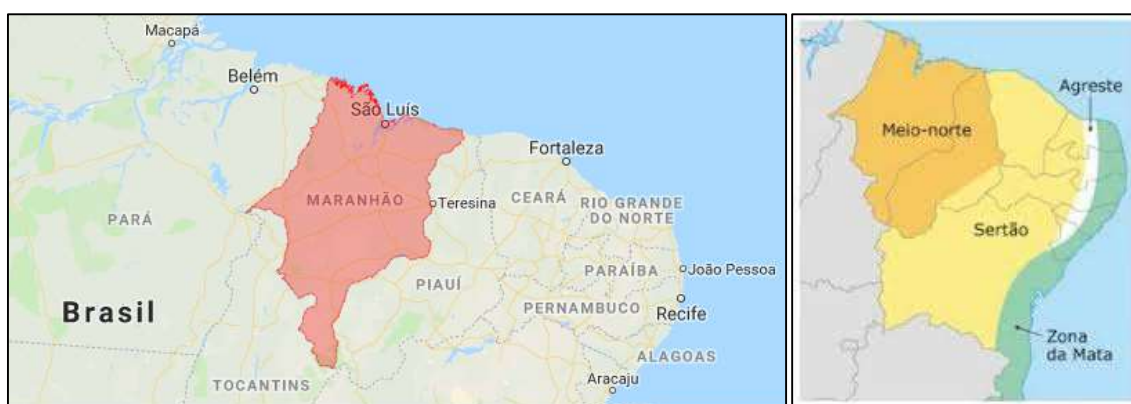 Macapá
Belém
São Luís
Fortaleza
MARANHÃO
Teresina
CEARÁ
RIO GRANDE
DO NORTE
PARÁ
PIAUÍ
PARAÍBA
João Pessoa
Brasil
PERNAMBUCO
Recife
ALAGOAS
TOCANTINS
Aracaju
Agreste
Meio-norte
Sertão
Zona
da Mata